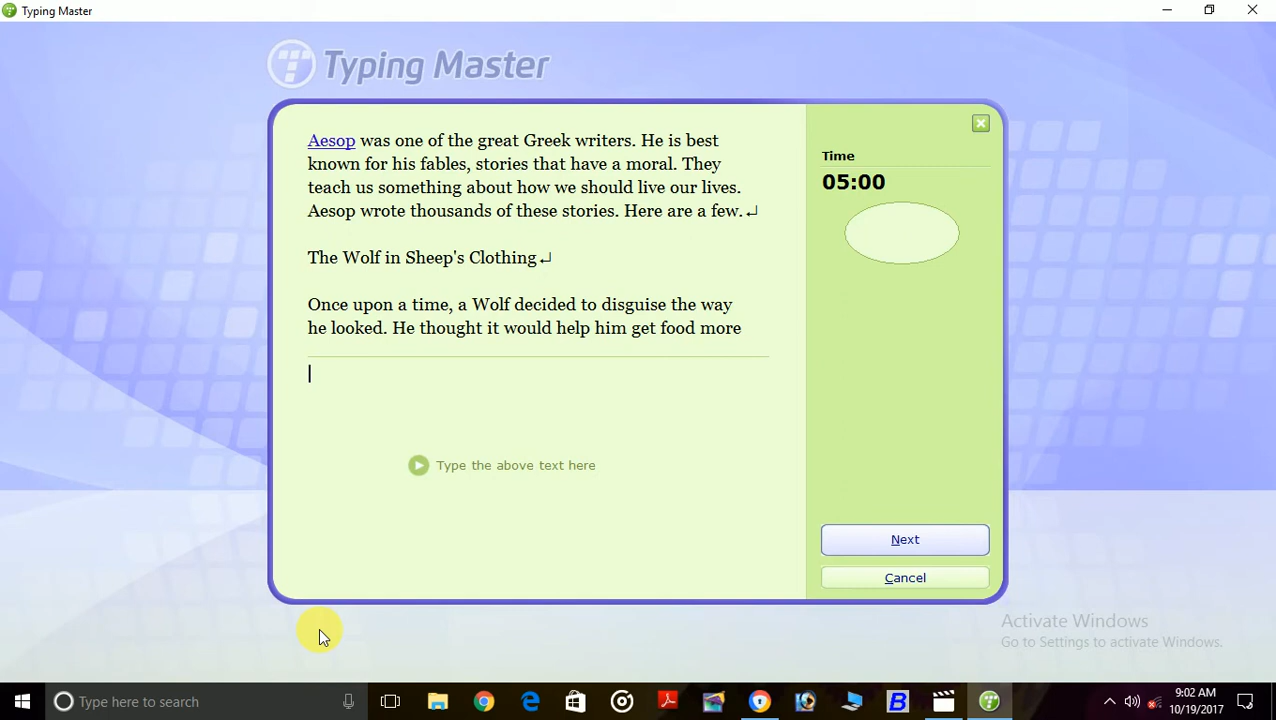 Typing Master
Typing Master
Aesop was one of the great Greek writers. He is best
known for his fables, stories that have a moral. They
teach us something about how we should live our lives.
Aesop wrote thousands of these stories. Here are a few.↵
The Wolf in Sheep's Clothing↵
Once upon a time, a Wolf decided to disguise the way
he looked. He thought it would help him get food more
Type the above text here
Time
05:00
Next
Cancel
Activate Windows
Go to Settings to activate Windows.
Type here to search
9:02 AM
10/19/2017